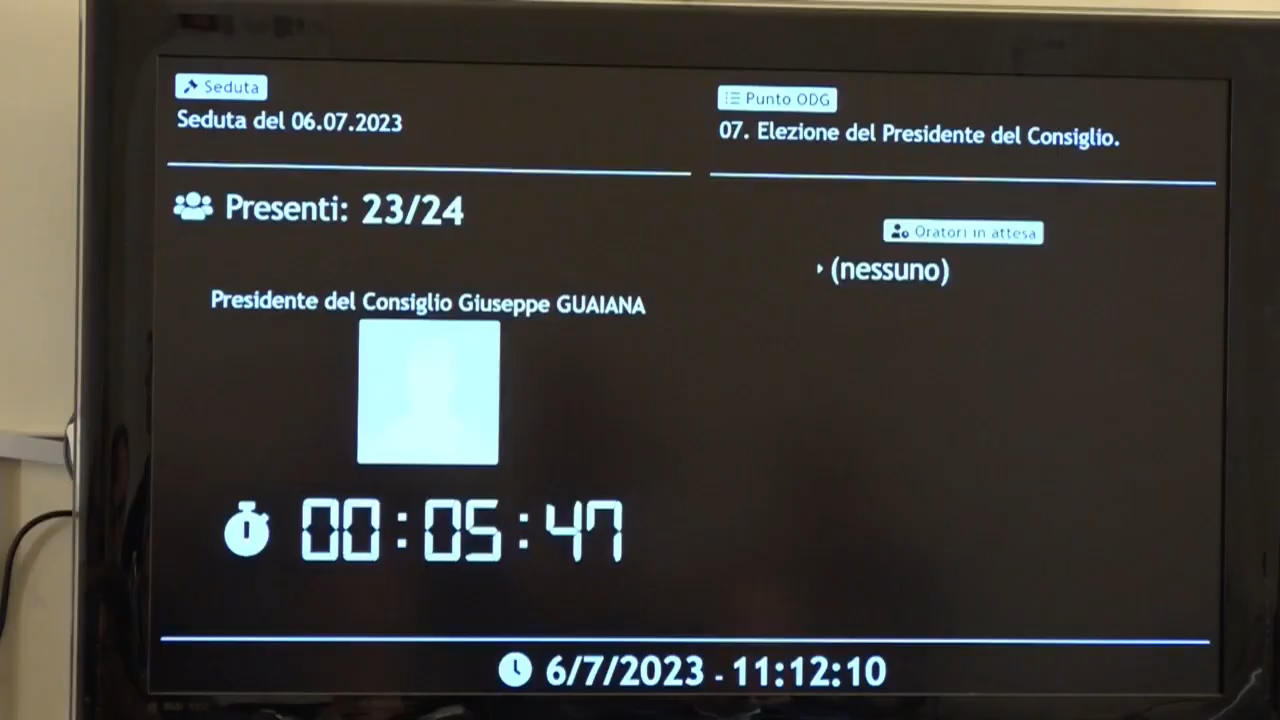 Seduta
Seduta del 06.07.2023
Punto ODG
07. Elezione del Presidente del Consiglio.
Presenti: 23/24
Oratori in attesa
(nessuno)
Presidente del Consiglio Giuseppe GUAIANA
00:05:47
6/7/2023 - 11:12:10